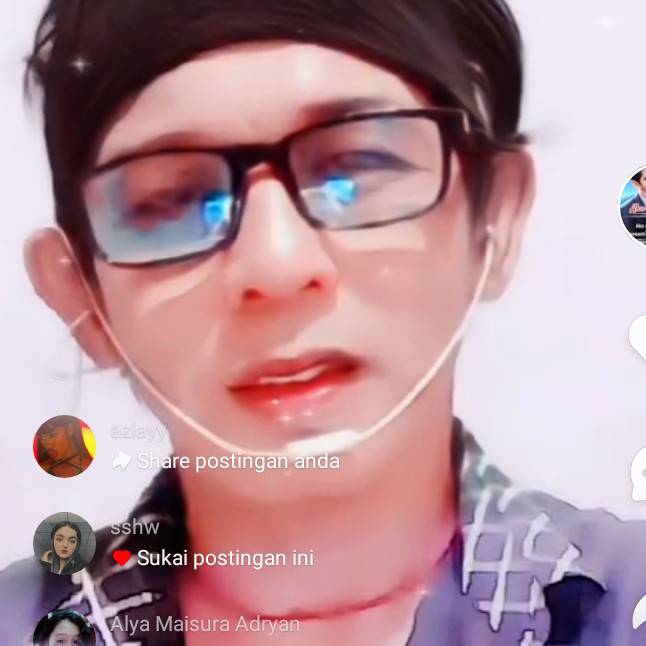 azlayy
Share postingan anda
sshw
Sukai postingan ini
Alya Maisura Adryan